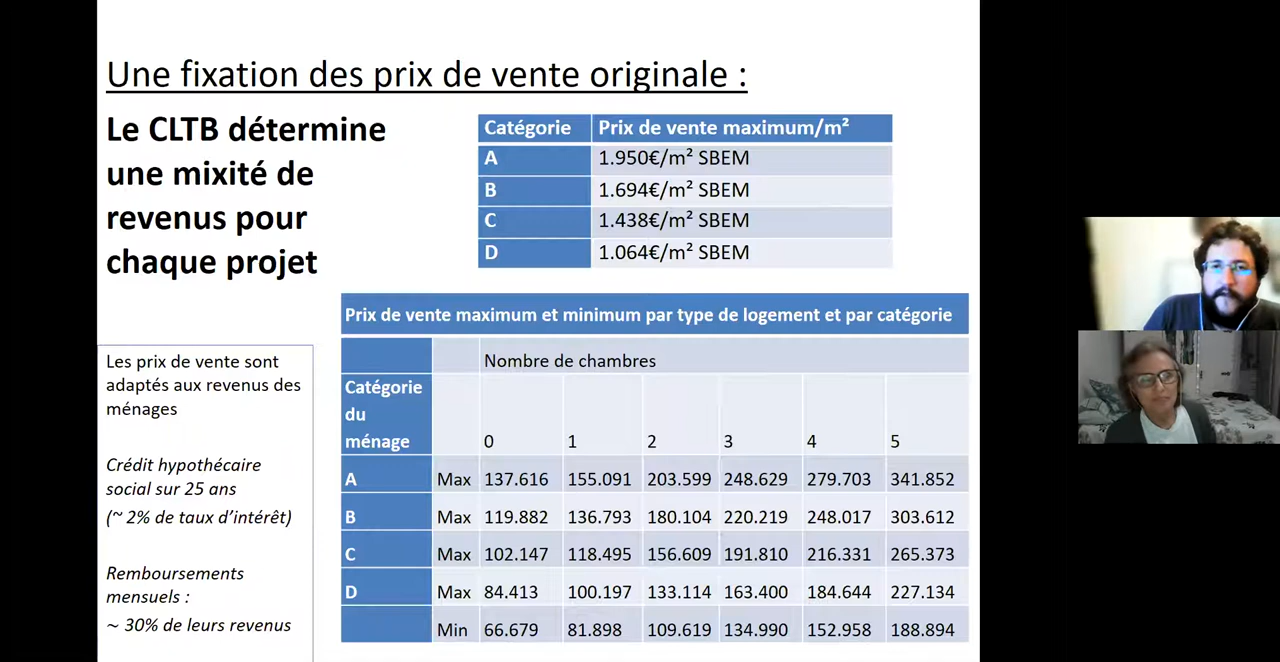 Une fixation des prix de vente originale :
Le CLTB détermine
une mixité de
revenus pour
chaque projet
Catégorie Prix de vente maximum/m²
A 1.950€/m² SBEM
B 1.694€/m² SBEM
C 1.438€/m² SBEM
D 1.064€/m² SBEM
Prix de vente maximum et minimum par type de logement et par catégorie
Nombre de chambres
Catégorie
du
ménage 0 1 2 3 4 5
A Max 137.616 155.091 203.599 248.629 279.703 341.852
B Max 119.882 136.793 180.104 220.219 248.017 303.612
C Max 102.147 118.495 156.609 191.810 216.331 265.373
D Max 84.413 100.197 133.114 163.400 184.644 227.134
Min 66.679 81.898 109.619 134.990 152.958 188.894
Les prix de vente sont
adaptés aux revenus des
ménages
Crédit hypothécaire
social sur 25 ans
(~ 2% de taux d’intérêt)
Remboursements
mensuels :
~ 30% de leurs revenus